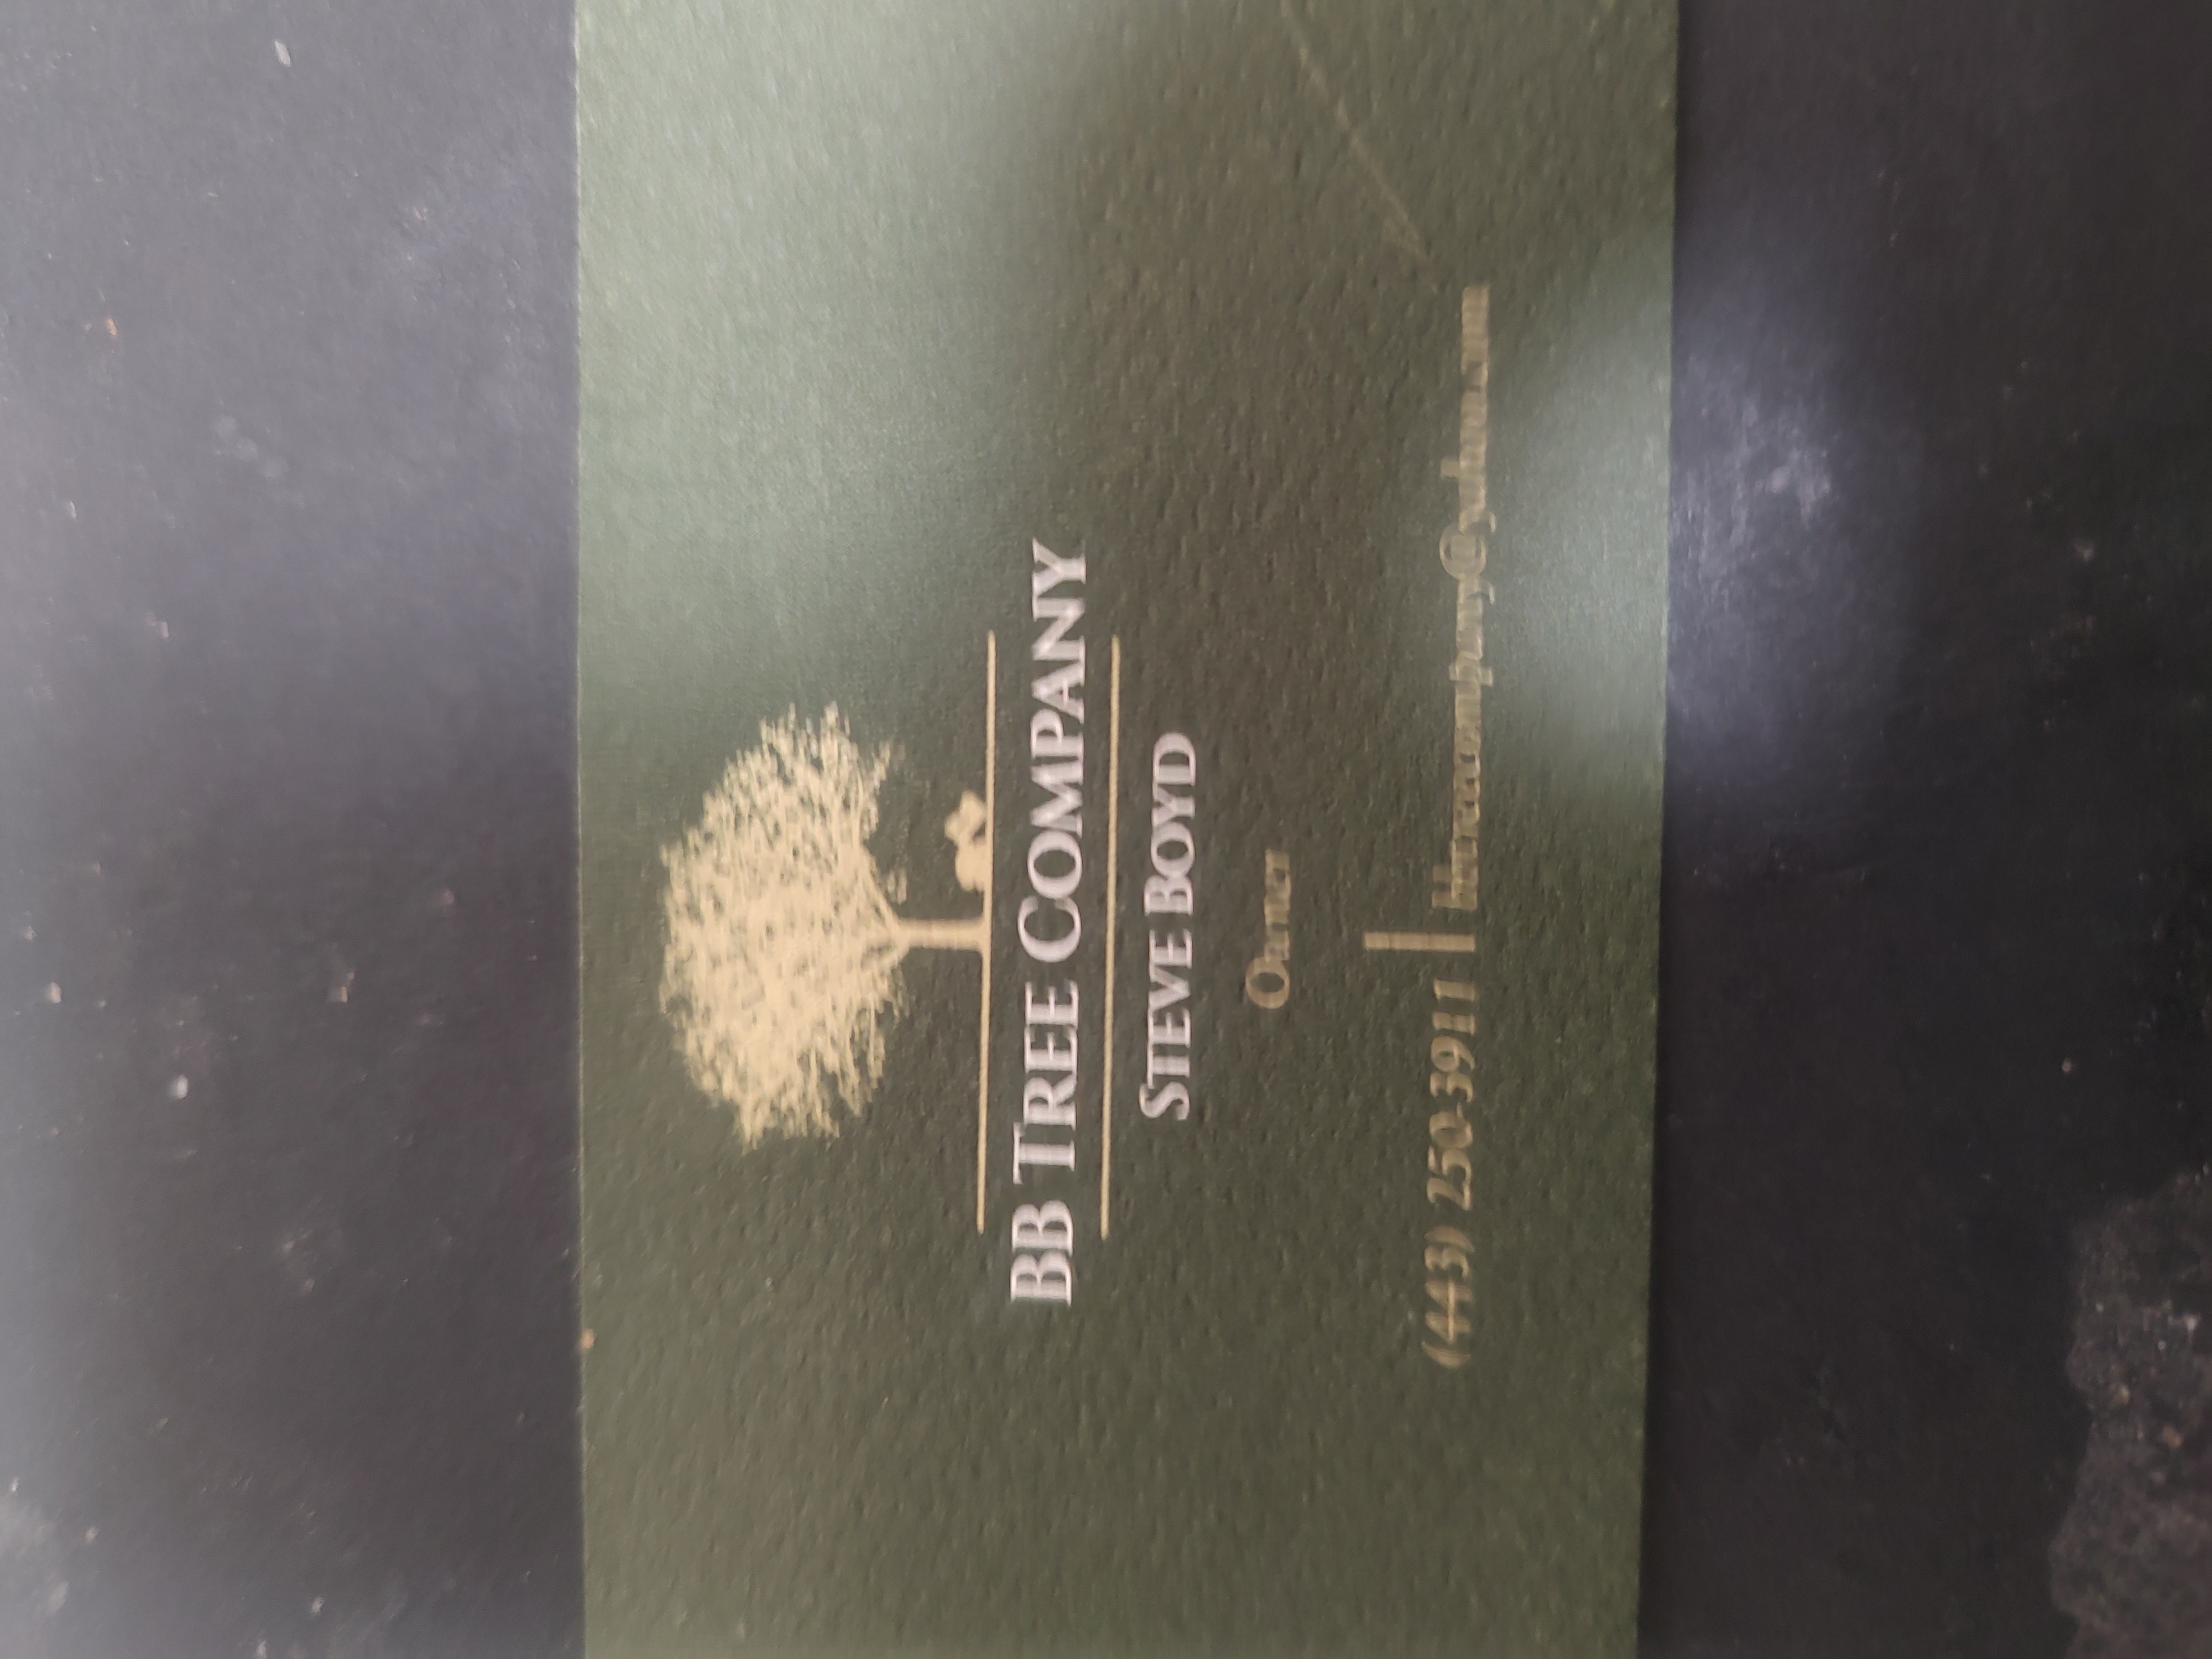 BB TREE COMPANY
STEVE BOYD
Owner
(443) 250-3911 |